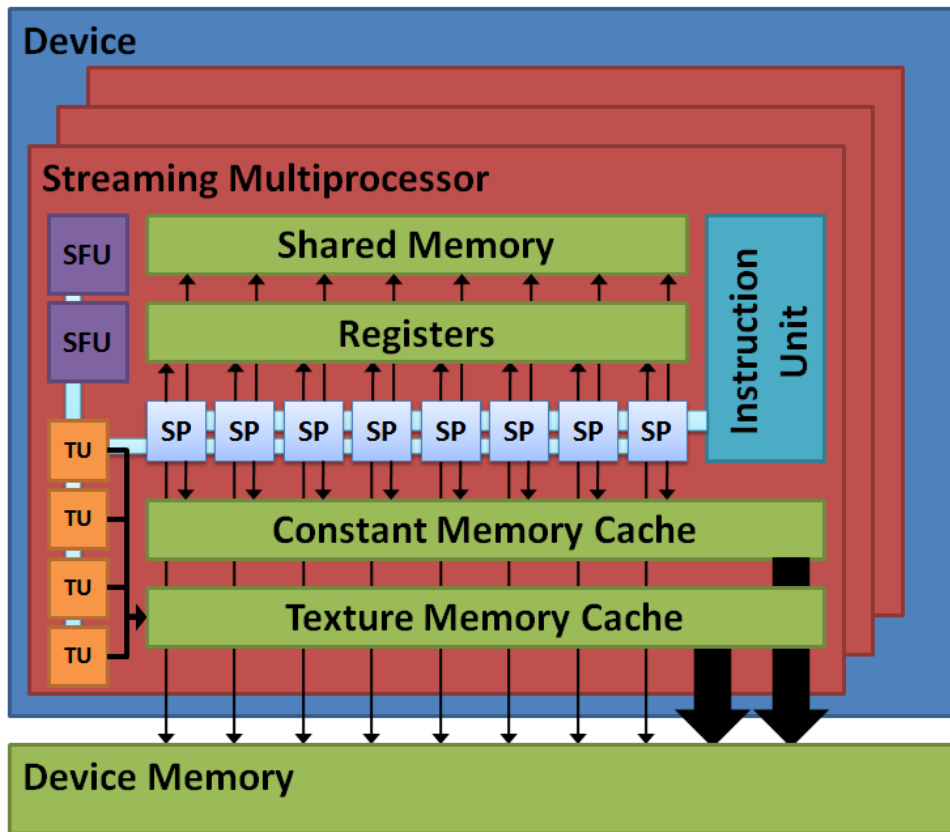 Device
Streaming Multiprocessor
SFU
Shared Memory
Instruction
Unit
SFU
Registers
TU
SP SP SP SP SP SP SP SP
TU
Constant Memory Cache
TU
Texture Memory Cache
TU
Device Memory